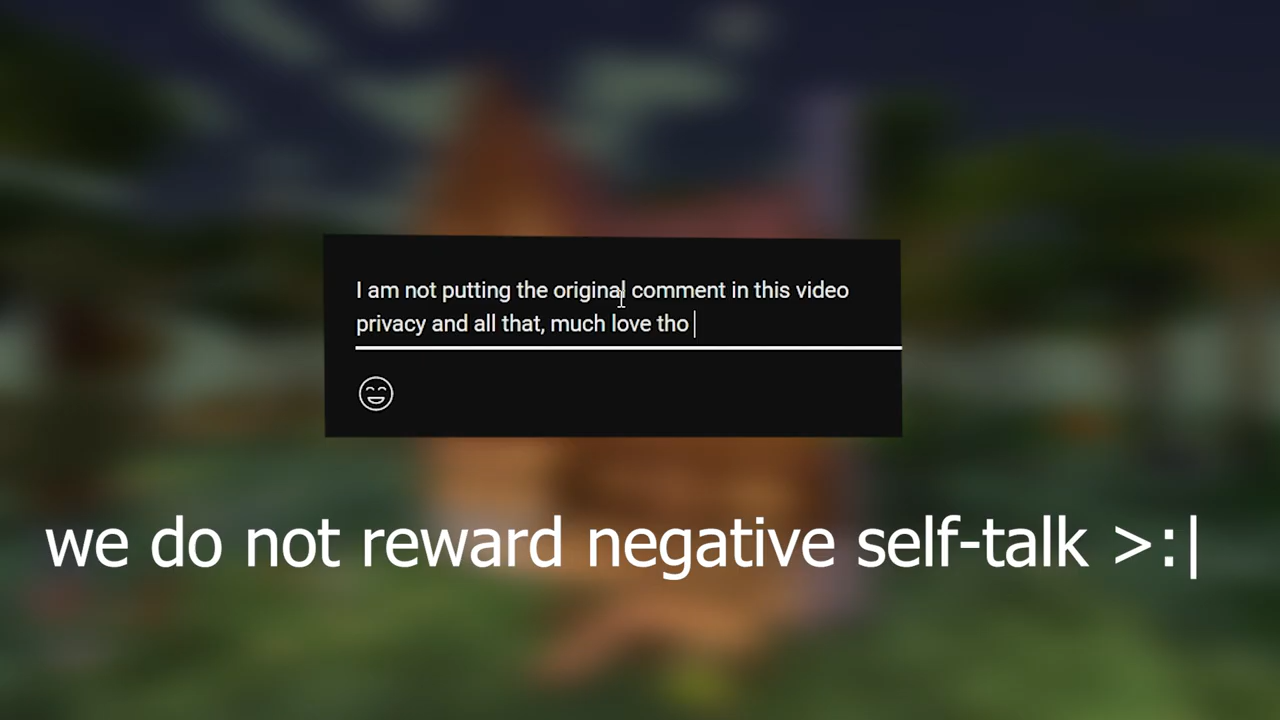 I am not putting the original comment in this video
privacy and all that, much love tho
we do not reward negative self-talk >:|